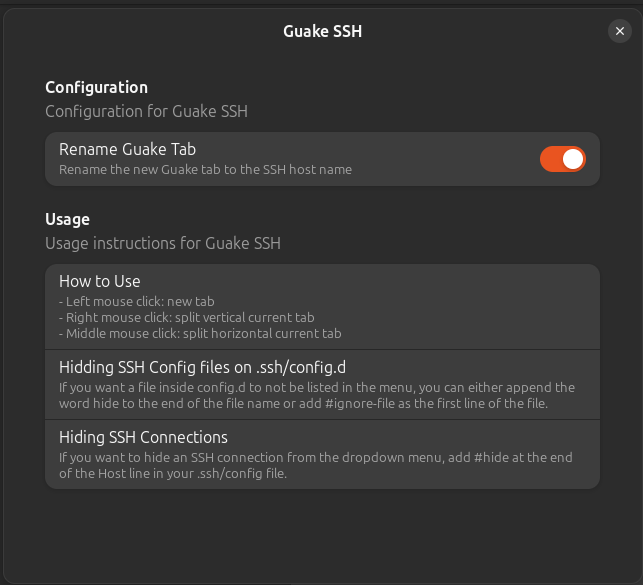 Guake SSH
Configuration
Configuration for Guake SSH
Rename Guake Tab
Rename the new Guake tab to the SSH host name
Usage
Usage instructions for Guake SSH
How to Use
- Left mouse click: new tab
- Right mouse click: split vertical current tab
- Middle mouse click: split horizontal current tab
Hidding SSH Config files on .ssh/config.d
If you want a file inside config.d to not be listed in the menu, you can either append the
word hide to the end of the file name or add #ignore-file as the first line of the file.
Hiding SSH Connections
If you want to hide an SSH connection from the dropdown menu, add #hide at the end
of the Host line in your .ssh/config file.